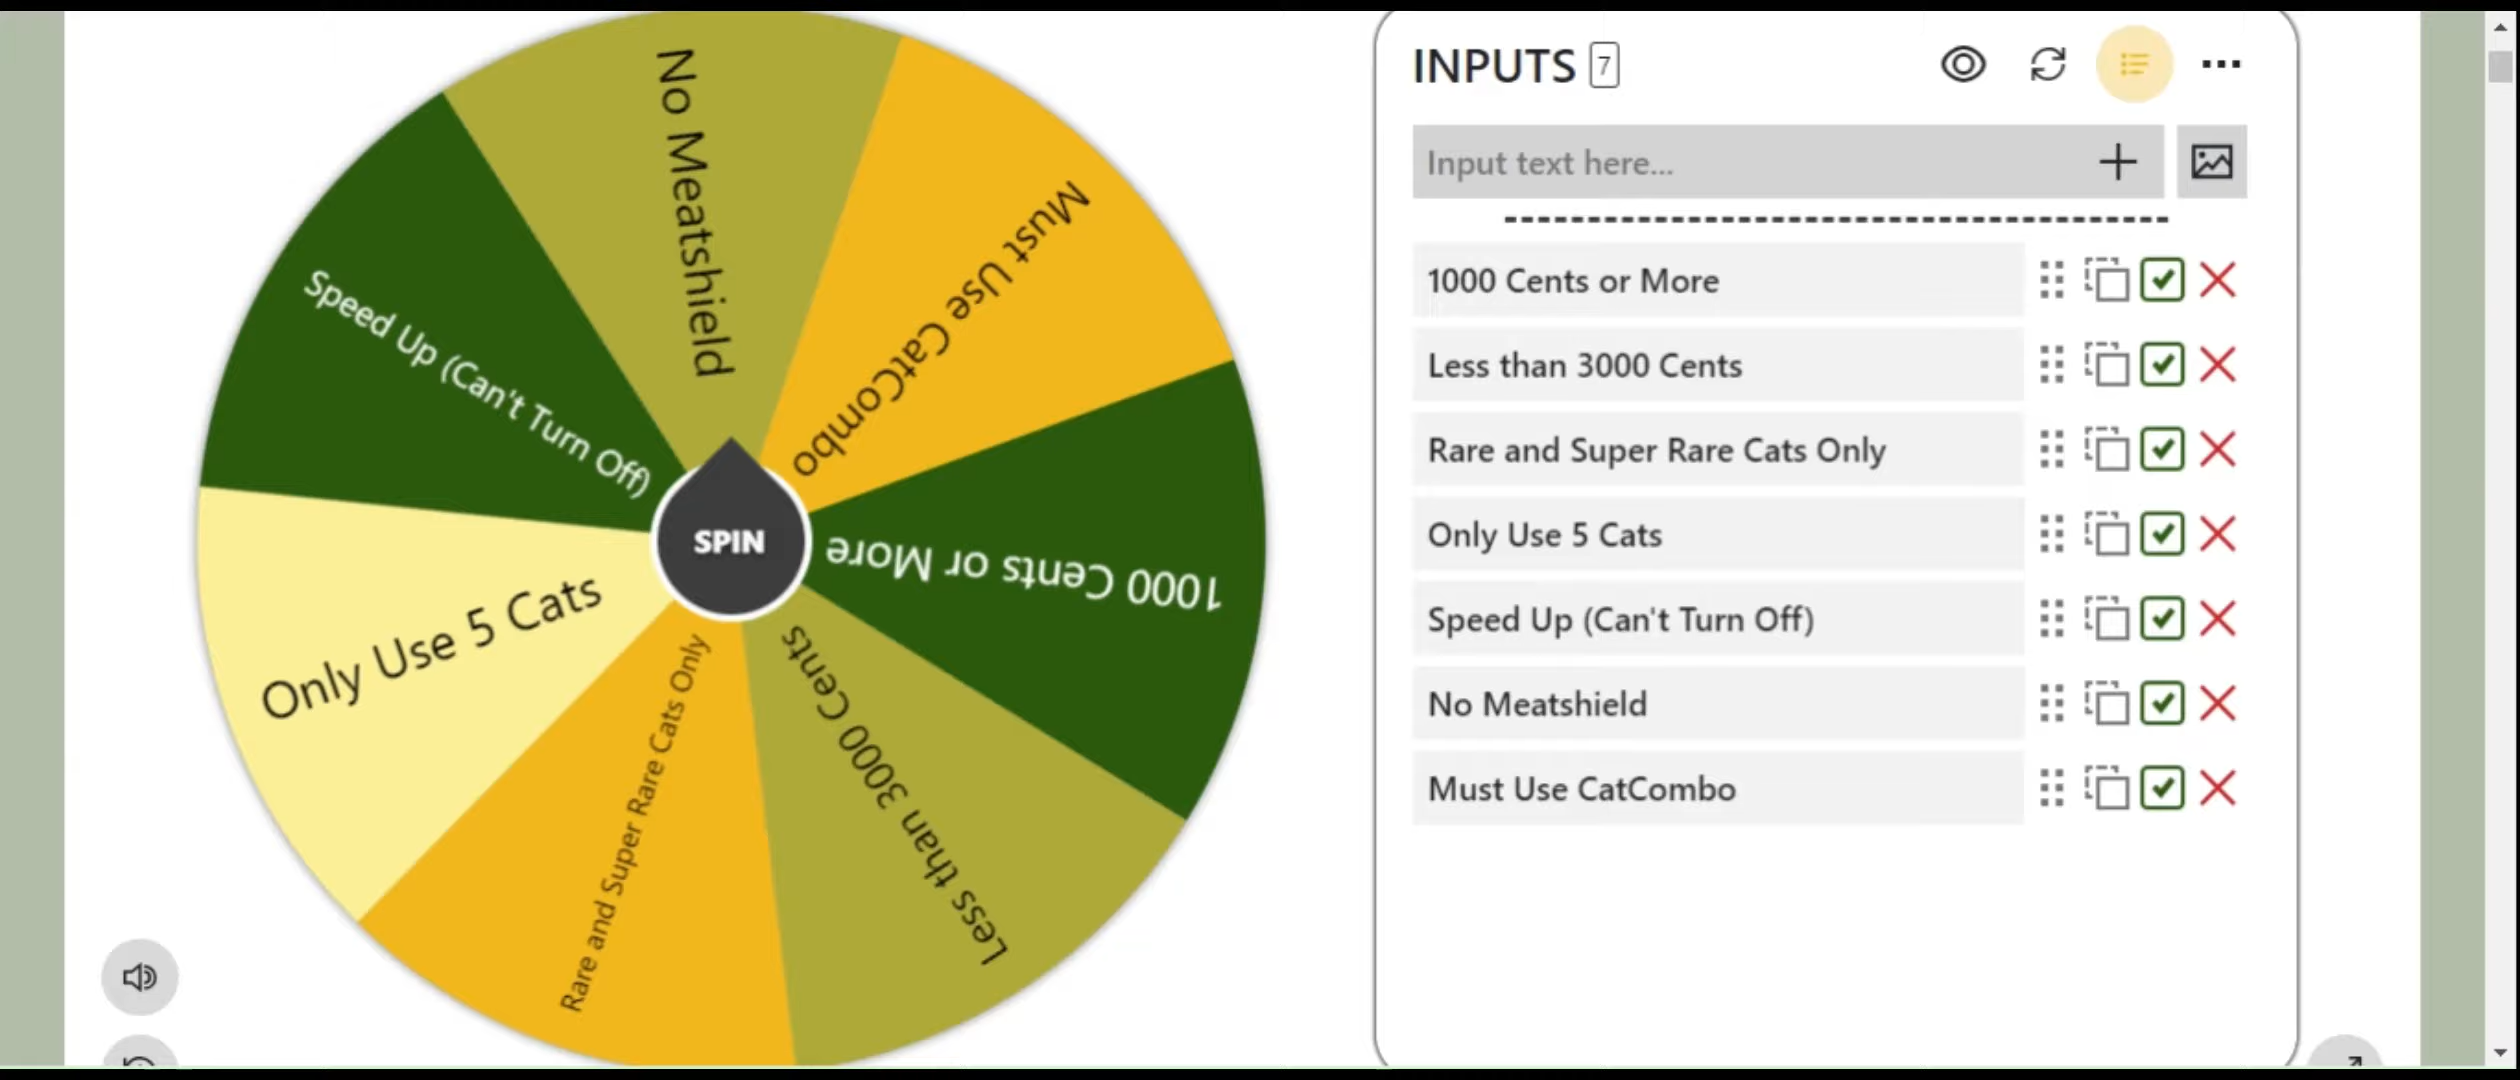 No Meatshield
Must Use CatCombo
Speed Up (Can't Turn Off)
SPIN
1000 Cents or More
Only Use 5 Cats
Rare and Super Rare Cats Only
Less than 3000 Cents
INPUTS 7
Input text here...
1000 Cents or More
Less than 3000 Cents
Rare and Super Rare Cats Only
Only Use 5 Cats
Speed Up (Can't Turn Off)
No Meatshield
Must Use CatCombo